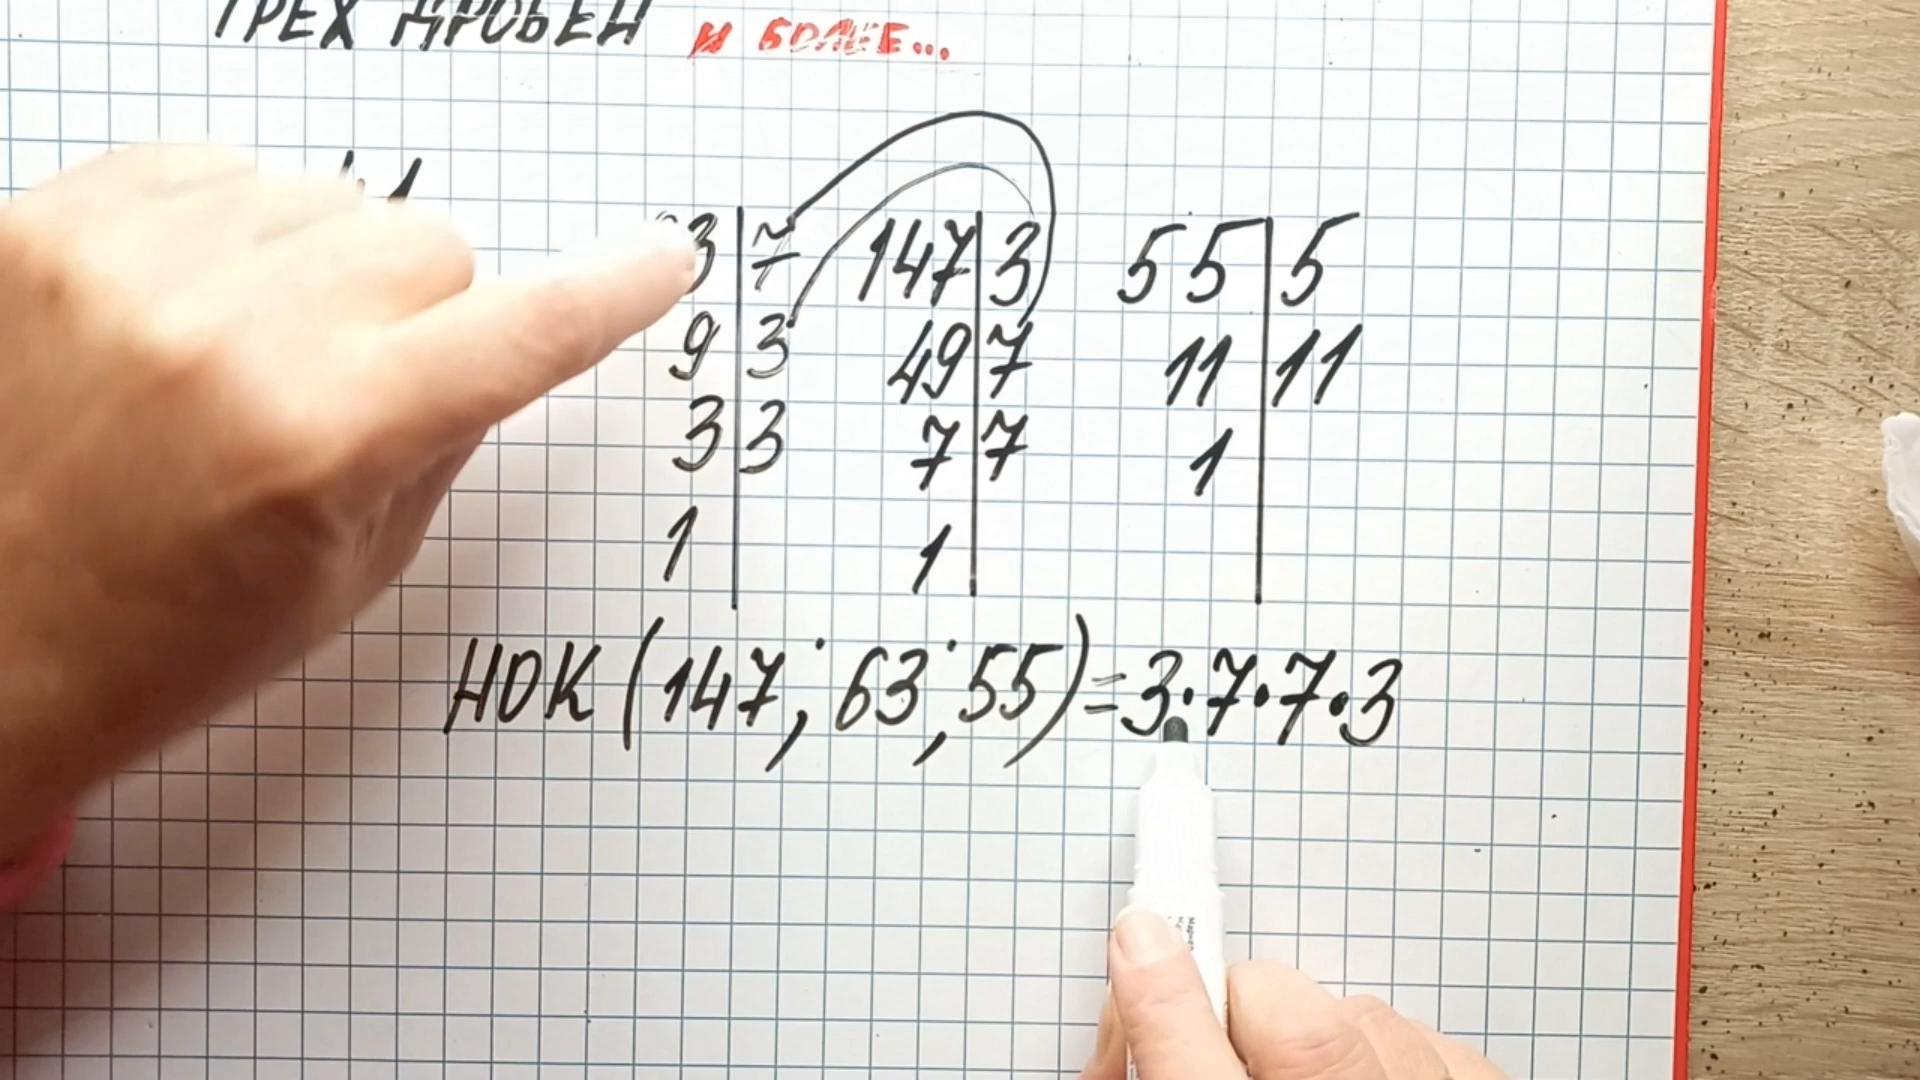 ТРЕХ ДРОБЕЙ и БОЛЕЕ...
3 | 7 147 | 3 55 | 5
9 | 3 49 | 7 11 | 11
3 | 3 7 | 7 1
1 1
НОК (147; 63; 55) = 3·7·7·3